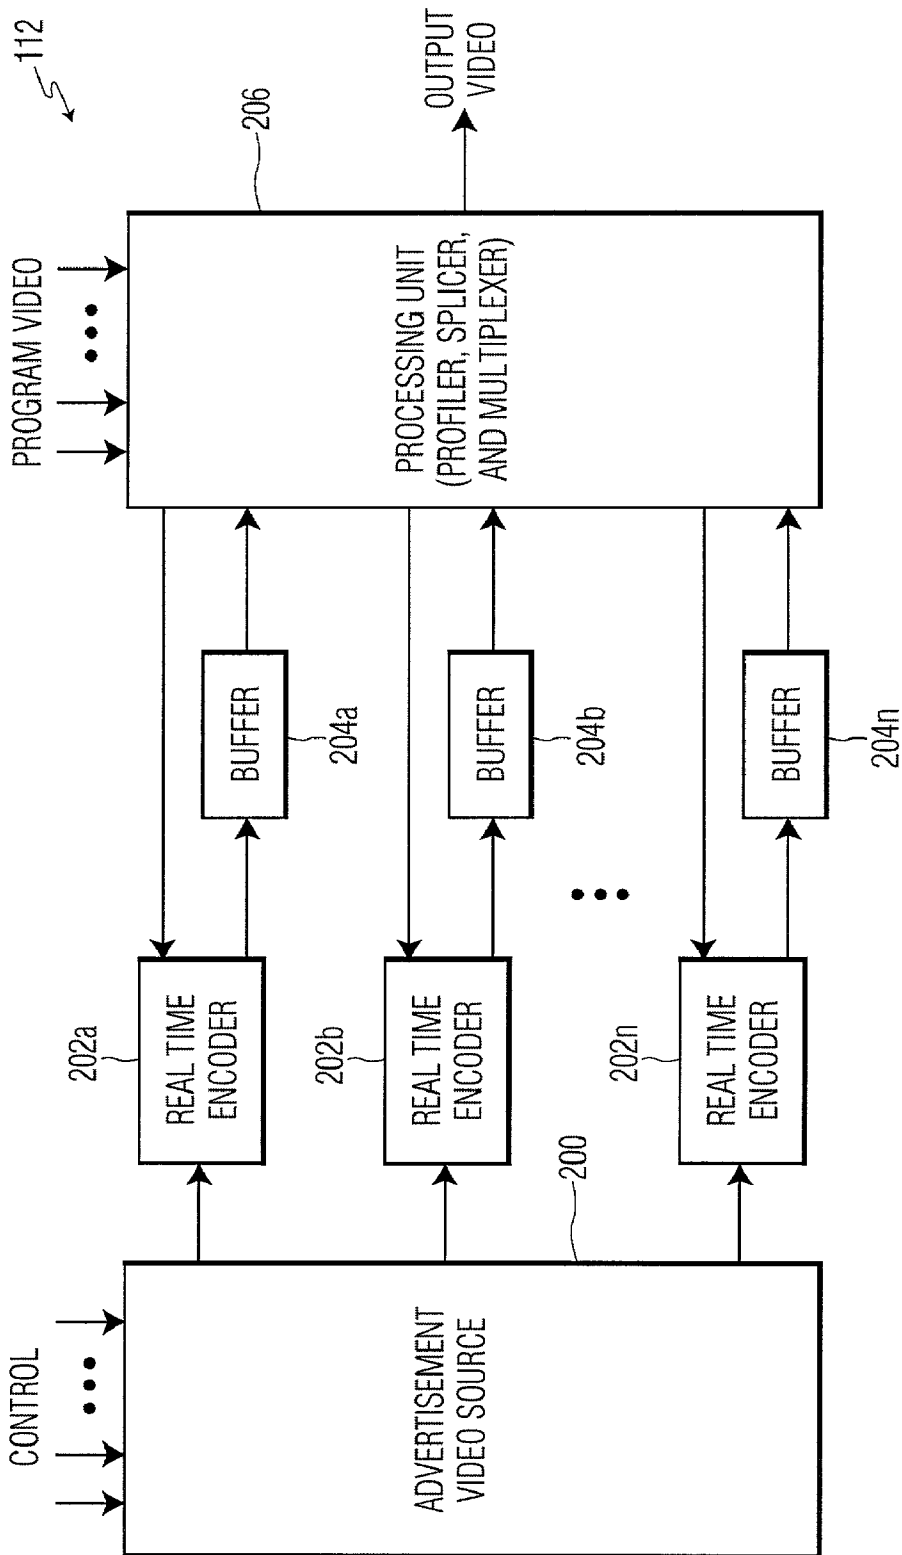 112
CONTROL
PROGRAM VIDEO
ADVERTISEMENT
VIDEO SOURCE
200
202a
REAL TIME
ENCODER
BUFFER
204a
202b
REAL TIME
ENCODER
BUFFER
204b
202n
REAL TIME
ENCODER
BUFFER
204n
PROCESSING UNIT
(PROFILER, SPLICER,
AND MULTIPLEXER)
206
OUTPUT
VIDEO